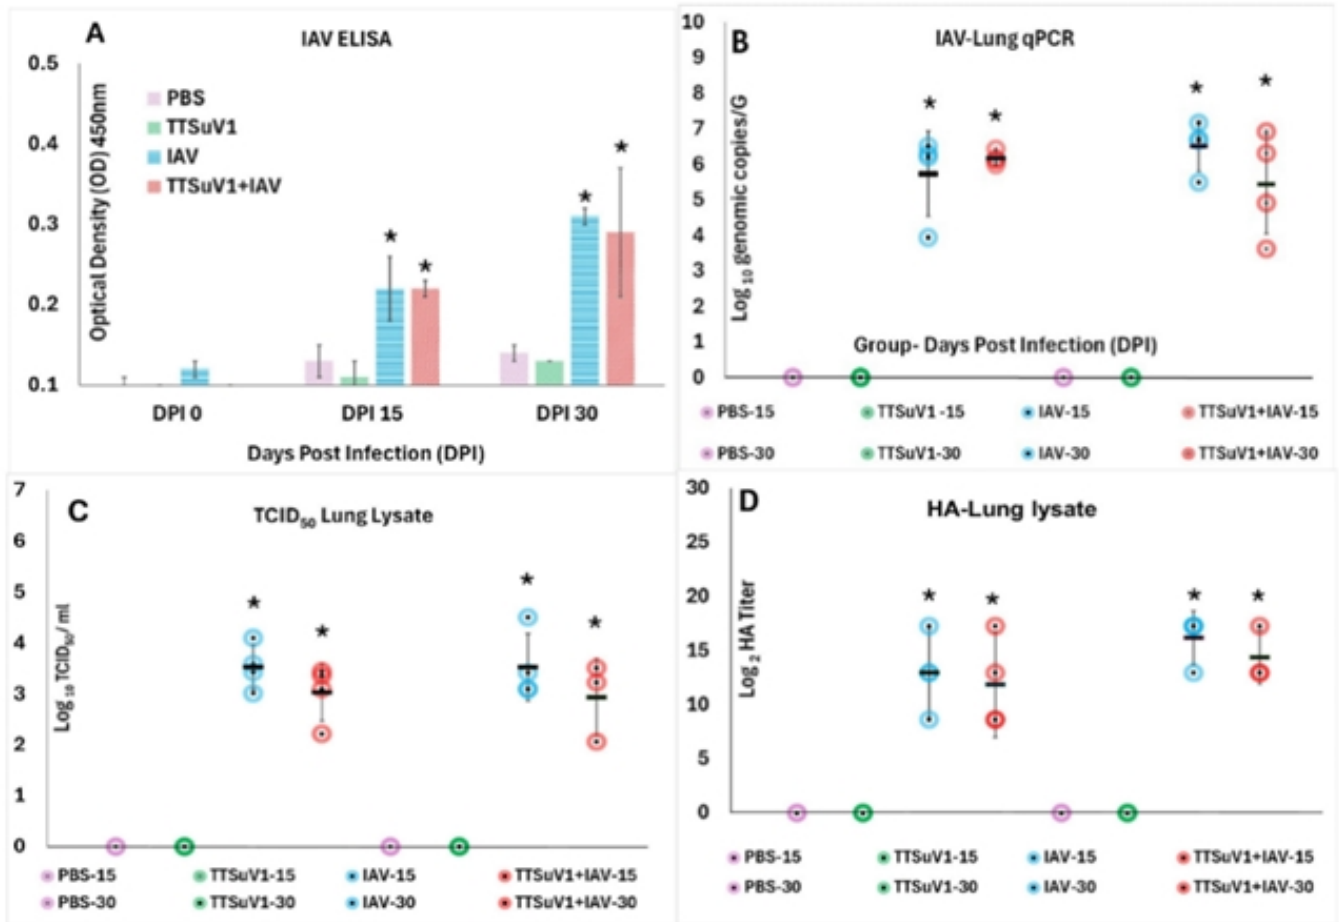 A
IAV ELISA
0.5
0.4
0.3
0.2
0.1
Optical Density (OD) 450nm
PBS
TTSuV1
IAV
TTSuV1+IAV
* * * *
DPI 0 DPI 15 DPI 30
Days Post Infection (DPI)
B
IAV-Lung qPCR
10
9
8
7
6
5
4
3
2
1
0
Log 10 genomic copies/G
* * * *
Group- Days Post Infection (DPI)
PBS-15 TTSuV1 -15 IAV-15 TTSuV1+IAV-15
PBS-30 TTSuV1-30 IAV-30 TTSuV1+IAV-30
C
TCID50 Lung Lysate
7
6
5
4
3
2
1
0
Log 10 TCID50/ ml
* * * *
PBS-15 TTSuV1-15 IAV-15 TTSuV1+IAV-15
PBS-30 TTSuV1-30 IAV-30 TTSuV1+IAV-30
D
HA-Lung lysate
30
25
20
15
10
5
0
Log 2 HA Titer
* * * *
PBS-15 TTSuV1-15 IAV-15 TTSuV1+IAV-15
PBS-30 TTSuV1-30 IAV-30 TTSuV1+IAV-30